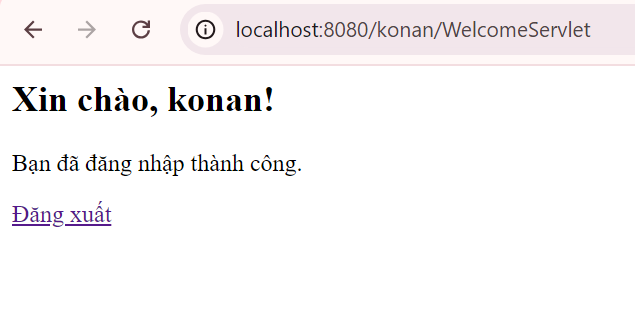 localhost:8080/konan/WelcomeServlet
Xin chào, konan!
Bạn đã đăng nhập thành công.
Đăng xuất